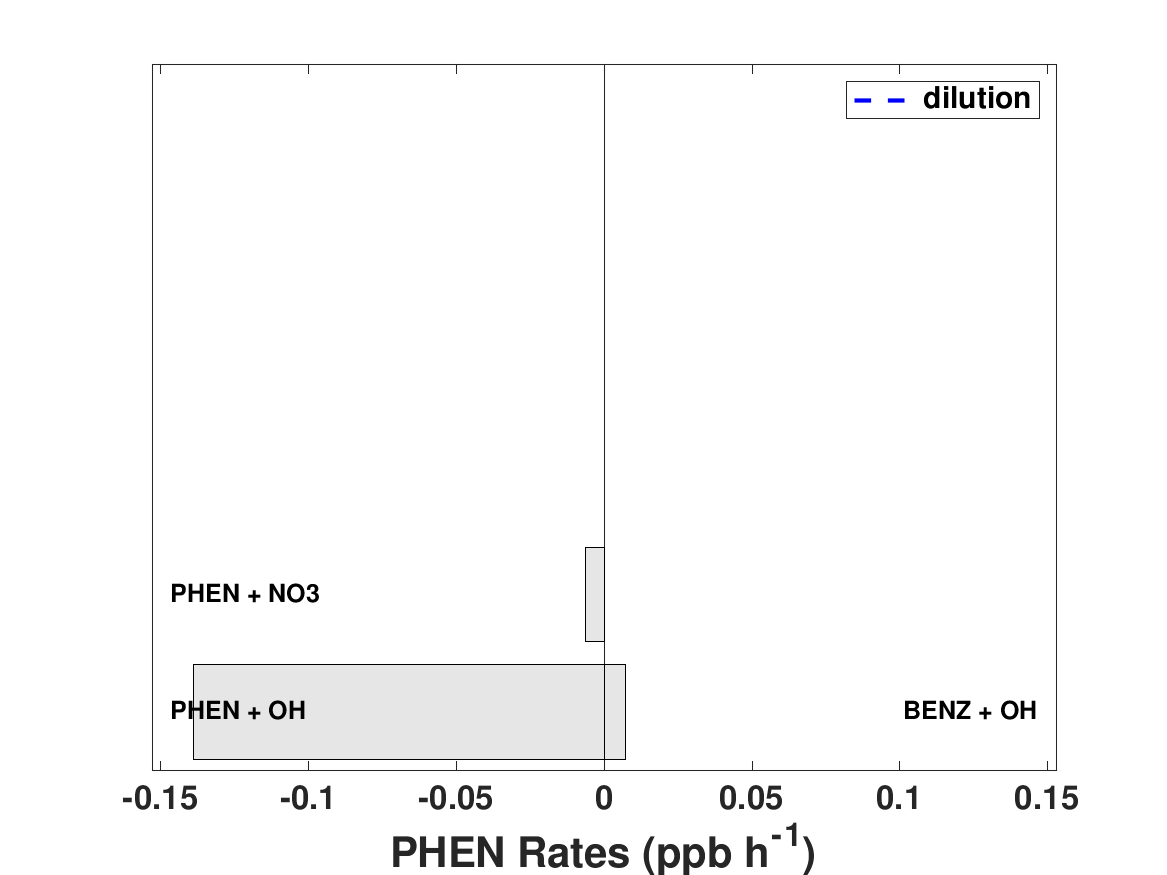 dilution
PHEN + NO3
PHEN + OH
BENZ + OH
-0.15 -0.1 -0.05 0 0.05 0.1 0.15
PHEN Rates (ppb h-1)